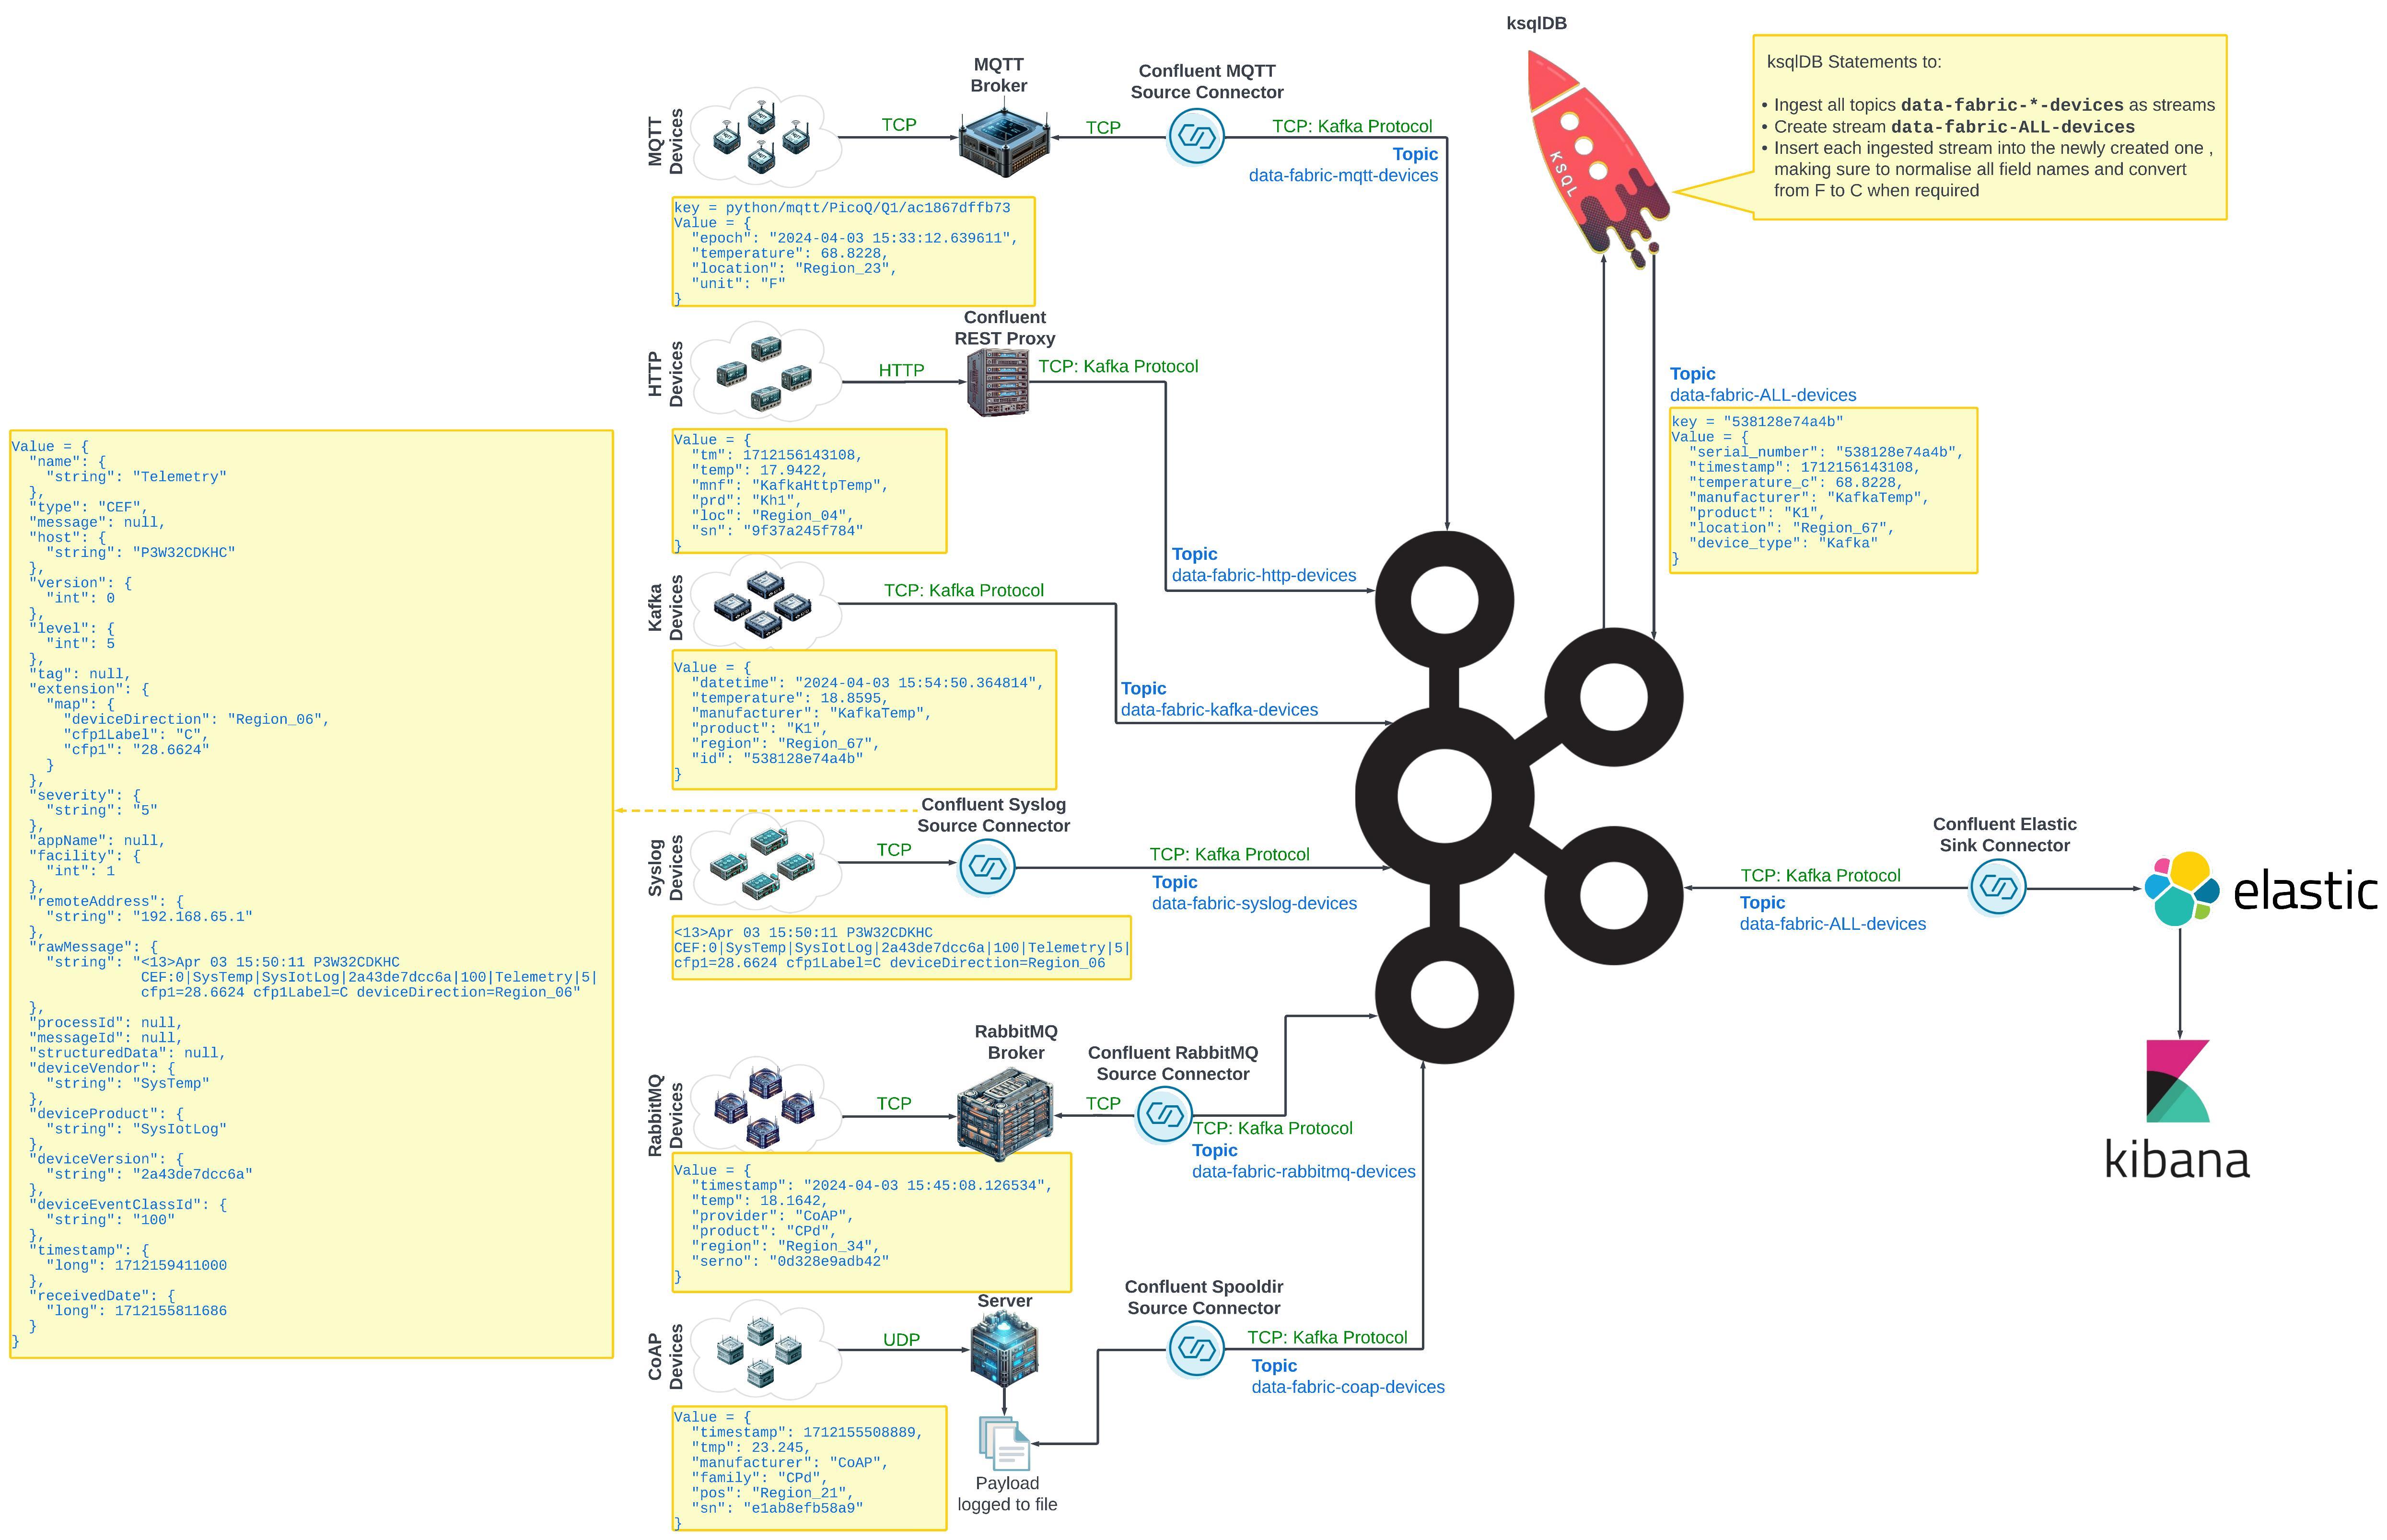 ksqlDB
KSQL
ksqlDB Statements to:
• Ingest all topics data-fabric-*-devices as streams
• Create stream data-fabric-ALL-devices
• Insert each ingested stream into the newly created one ,
making sure to normalise all field names and convert
from F to C when required
MQTT
Devices
TCP
MQTT
Broker
TCP
Confluent MQTT
Source Connector
TCP: Kafka Protocol
Topic
data-fabric-mqtt-devices
key = python/mqtt/PicoQ/Q1/ac1867dffb73
Value = {
"epoch": "2024-04-03 15:33:12.639611",
"temperature": 68.8228,
"location": "Region_23",
"unit": "F"
}
HTTP
Devices
HTTP
Confluent
REST Proxy
TCP: Kafka Protocol
Topic
data-fabric-http-devices
Value = {
"tm": 1712156143108,
"temp": 17.9422,
"mnf": "KafkaHttpTemp",
"prd": "Kh1",
"loc": "Region_04",
"sn": "9f37a245f784"
}
Kafka
Devices
TCP: Kafka Protocol
Topic
data-fabric-kafka-devices
Value = {
"datetime": "2024-04-03 15:54:50.364814",
"temperature": 18.8595,
"manufacturer": "KafkaTemp",
"product": "K1",
"region": "Region_67",
"id": "538128e74a4b"
}
Topic
data-fabric-ALL-devices
key = "538128e74a4b"
Value = {
"serial_number": "538128e74a4b",
"timestamp": 1712156143108,
"temperature_c": 68.8228,
"manufacturer": "KafkaTemp",
"product": "K1",
"location": "Region_67",
"device_type": "Kafka"
}
Value = {
"name": {
"string": "Telemetry"
},
"type": "CEF",
"message": null,
"host": {
"string": "P3W32CDKHC"
},
"version": {
"int": 0
},
"level": {
"int": 5
},
"tag": null,
"extension": {
"map": {
"deviceDirection": "Region_06",
"cfp1Label": "C",
"cfp1": "28.6624"
}
},
"severity": {
"string": "5"
},
"appName": null,
"facility": {
"int": 1
},
"remoteAddress": {
"string": "192.168.65.1"
},
"rawMessage": {
"string": "<13>Apr 03 15:50:11 P3W32CDKHC
CEF:0|SysTemp|SysIotLog|2a43de7dcc6a|100|Telemetry|5|
cfp1=28.6624 cfp1Label=C deviceDirection=Region_06"
},
"processId": null,
"messageId": null,
"structuredData": null,
"deviceVendor": {
"string": "SysTemp"
},
"deviceProduct": {
"string": "SysIotLog"
},
"deviceVersion": {
"string": "2a43de7dcc6a"
},
"deviceEventClassId": {
"string": "100"
},
"timestamp": {
"long": 1712159411000
},
"receivedDate": {
"long": 1712155811686
}
}
Syslog
Devices
TCP
Confluent Syslog
Source Connector
TCP: Kafka Protocol
Topic
data-fabric-syslog-devices
<13>Apr 03 15:50:11 P3W32CDKHC
CEF:0|SysTemp|SysIotLog|2a43de7dcc6a|100|Telemetry|5|
cfp1=28.6624 cfp1Label=C deviceDirection=Region_06
TCP: Kafka Protocol
Topic
data-fabric-ALL-devices
Confluent Elastic
Sink Connector
elastic
kibana
RabbitMQ
Devices
TCP
RabbitMQ
Broker
TCP
Confluent RabbitMQ
Source Connector
TCP: Kafka Protocol
Topic
data-fabric-rabbitmq-devices
Value = {
"timestamp": "2024-04-03 15:45:08.126534",
"temp": 18.1642,
"provider": "CoAP",
"product": "CPd",
"region": "Region_34",
"serno": "0d328e9adb42"
}
CoAP
Devices
UDP
Server
Confluent Spooldir
Source Connector
TCP: Kafka Protocol
Topic
data-fabric-coap-devices
Value = {
"timestamp": 1712155508889,
"tmp": 23.245,
"manufacturer": "CoAP",
"family": "CPd",
"pos": "Region_21",
"sn": "e1ab8efb58a9"
}
Payload
logged to file